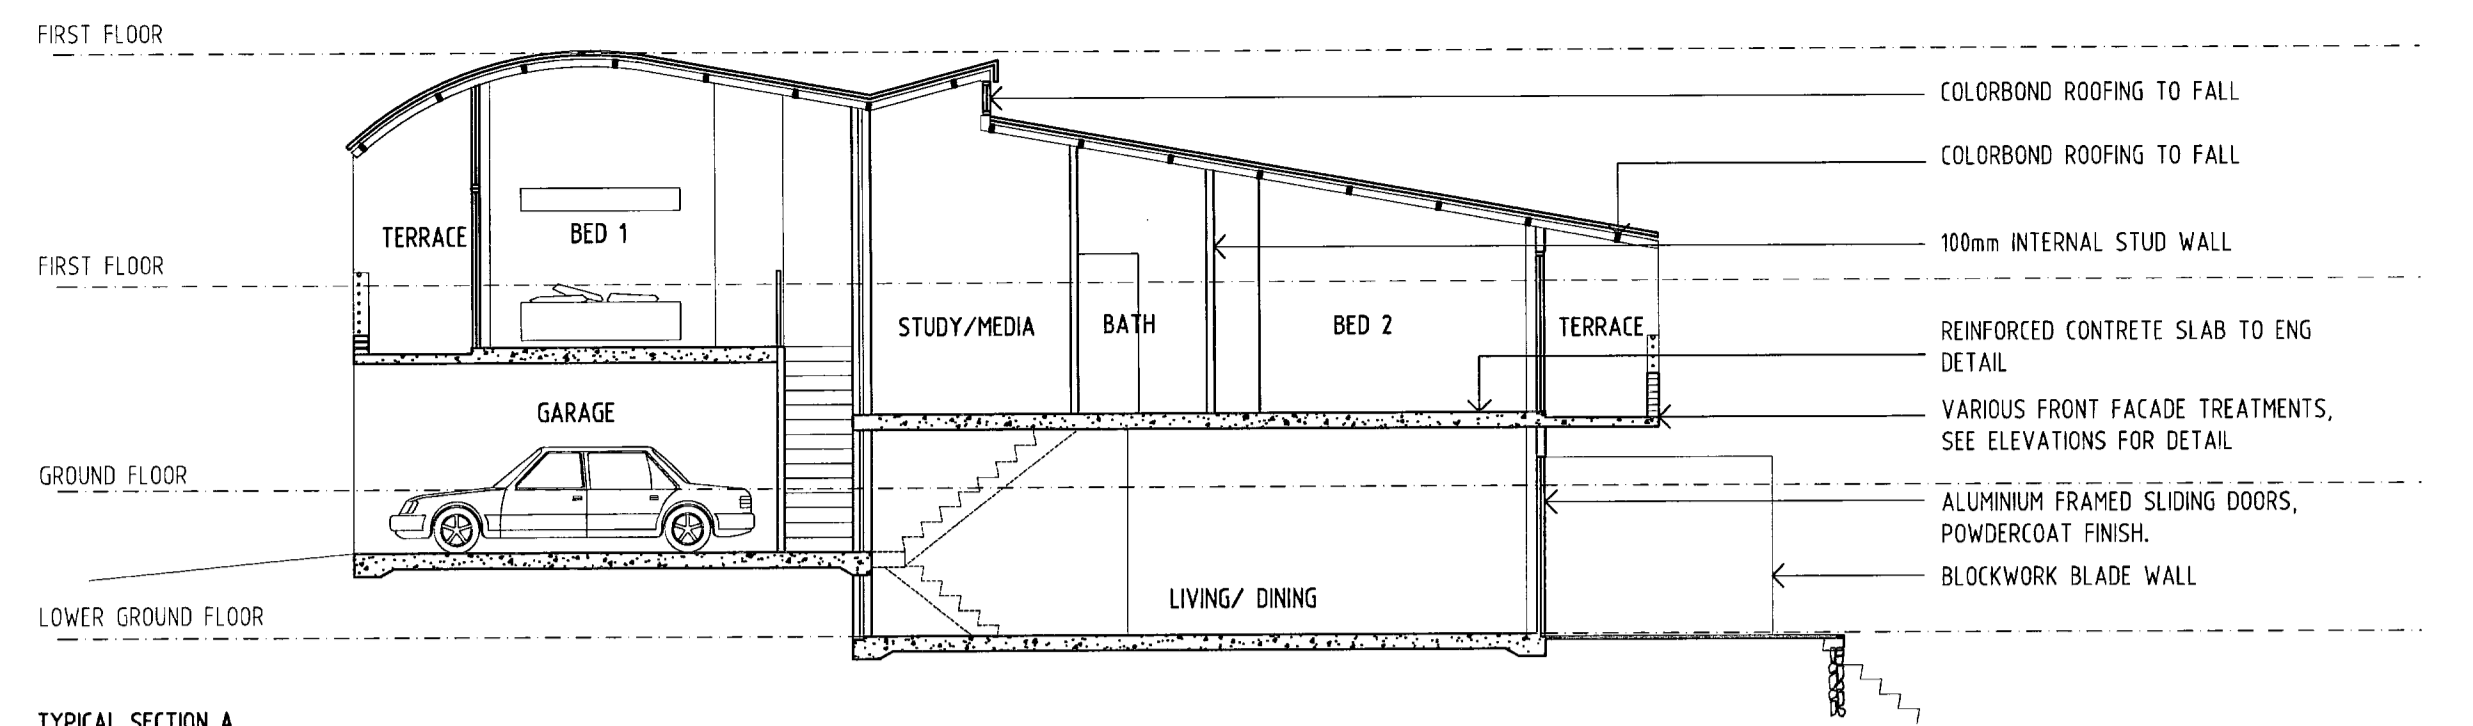 FIRST FLOOR
COLORBOND ROOFING TO FALL
COLORBOND ROOFING TO FALL
TERRACE
BED 1
100mm INTERNAL STUD WALL
FIRST FLOOR
STUDY/MEDIA
BATH
BED 2
TERRACE
REINFORCED CONTRETE SLAB TO ENG
DETAIL
GARAGE
VARIOUS FRONT FACADE TREATMENTS,
SEE ELEVATIONS FOR DETAIL
GROUND FLOOR
ALUMINIUM FRAMED SLIDING DOORS,
POWDERCOAT FINISH.
BLOCKWORK BLADE WALL
LIVING/ DINING
LOWER GROUND FLOOR
TYPICAL SECTION A